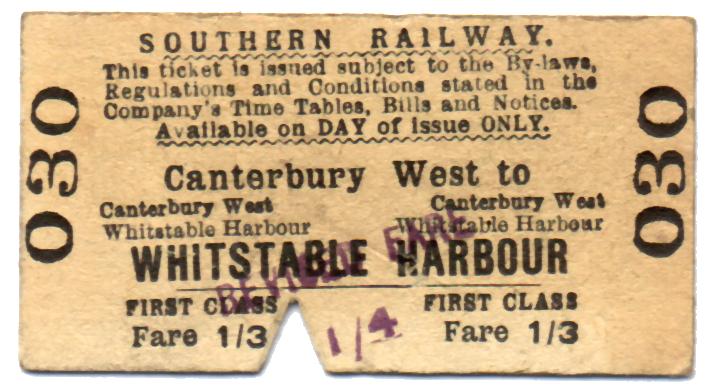 030
SOUTHERN RAILWAY.
This ticket is issued subject to the By-laws,
Regulations and Conditions stated in the
Company's Time Tables, Bills and Notices.
Available on DAY of issue ONLY.
Canterbury West to
Canterbury West Canterbury West
Whitstable Harbour Whitstable Harbour
WHITSTABLE HARBOUR
REVISED FARE
FIRST CLASS FIRST CLASS
Fare 1/3 1/4 Fare 1/3
030